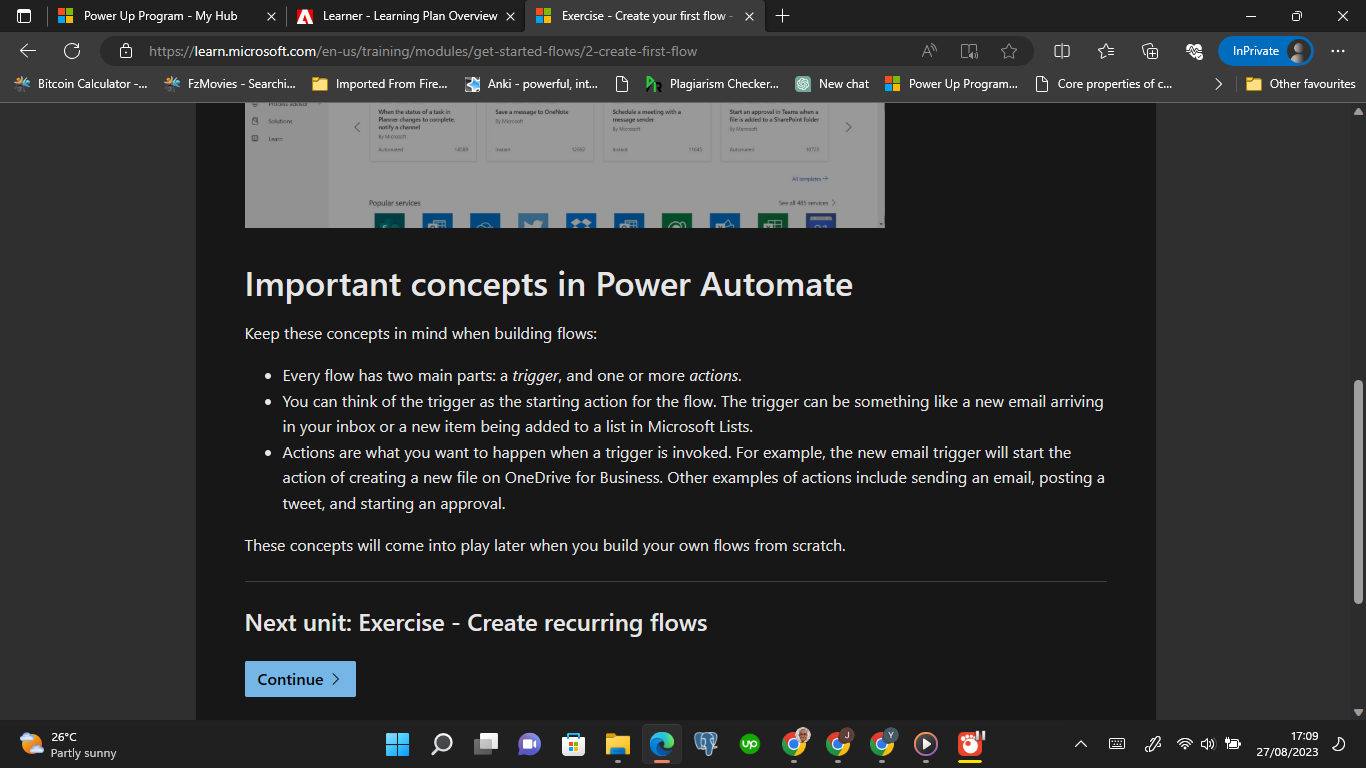 Power Up Program - My Hub
Learner - Learning Plan Overview
Exercise - Create your first flow -
https://learn.microsoft.com/en-us/training/modules/get-started-flows/2-create-first-flow
InPrivate
Bitcoin Calculator -...
FzMovies - Searchi...
Imported From Fire...
Anki - powerful, int...
Plagiarism Checker...
New chat
Power Up Program...
Core properties of c...
Other favourites
Solutions
Learn
When the status of a task in
Planner changes to complete,
notify a channel
By Microsoft
Automated
14589
Save a message to OneNote
By Microsoft
Instant
Schedule a meeting with a
message sender
By Microsoft
Instant
11645
Start an approval in Teams when a
file is added to a SharePoint folder
By Microsoft
Automated
10723
All templates
Popular services
See all 485 services
Important concepts in Power Automate
Keep these concepts in mind when building flows:
• Every flow has two main parts: a trigger, and one or more actions.
• You can think of the trigger as the starting action for the flow. The trigger can be something like a new email arriving
in your inbox or a new item being added to a list in Microsoft Lists.
• Actions are what you want to happen when a trigger is invoked. For example, the new email trigger will start the
action of creating a new file on OneDrive for Business. Other examples of actions include sending an email, posting a
tweet, and starting an approval.
These concepts will come into play later when you build your own flows from scratch.
Next unit: Exercise - Create recurring flows
Continue
26°C
Partly sunny
up
J
Y
17:09
27/08/2023